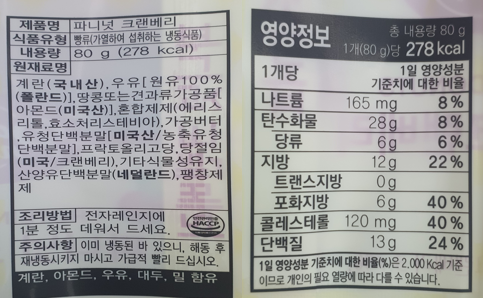 제품명 파니넛 크랜베리
식품유형 빵류(가열하여 섭취하는 냉동식품)
내용량 80 g (278 kcal)
원재료명
계란(국내산), 우유[원유100%
(폴란드)], 땅콩또는견과류가공품[
아몬드(미국산)], 혼합제제(에리스
리톨, 효소처리스테비아), 가공버터
, 유청단백분말[미국산/농축유청
단백분말], 프락토올리고당, 당절임
(미국/크랜베리), 기타식물성유지,
산양유단백분말(네덜란드), 팽창제
제
조리방법 전자레인지에
1분 정도 데워서 드세요.
HACCP
주의사항 이미 냉동된 바 있으니, 해동 후
재냉동시키지 마시고 가급적 빨리 드십시오.
계란, 아몬드, 우유, 대두, 밀 함유
영양정보 총 내용량 80 g
1개(80 g)당 278 kcal
1개당 1일 영양성분
기준치에 대한 비율
나트륨 165 mg 8%
탄수화물 28g 8%
당류 6g 6%
지방 12g 22%
트랜스지방 0g
포화지방 6g 40%
콜레스테롤 120 mg 40%
단백질 13g 24%
1일 영양성분 기준치에 대한 비율(%)은 2,000 Kcal 기준
이므로 개인의 필요 열량에 따라 다를 수 있습니다.